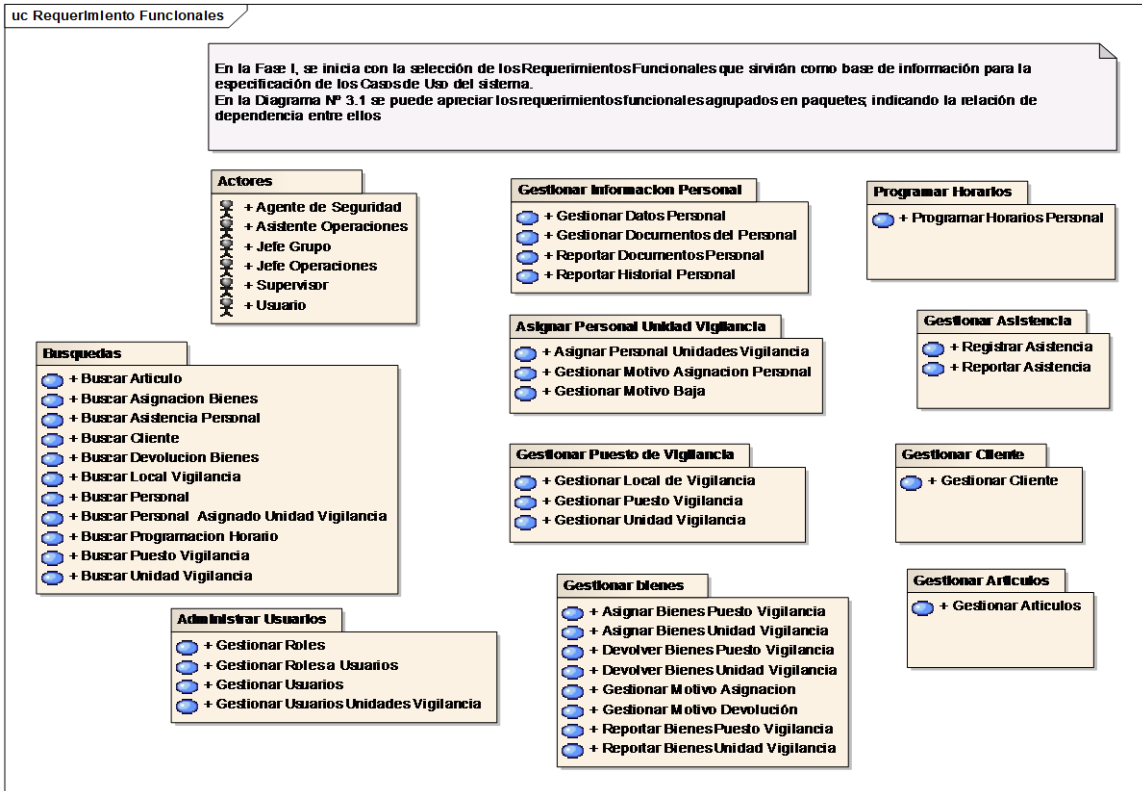 uc Requerimiento Funcionales
En la Fase I, se inicia con la selección de los Requerimientos Funcionales que sirvirán como base de información para la
especificación de los Casos de Uso del sistema.
En la Diagrama Nº 3.1 se puede apreciar los requerimientos funcionales agrupados en paquetes; indicando la relación de
dependencia entre ellos
Actores
+ Agente de Seguridad
+ Asistente Operaciones
+ Jefe Grupo
+ Jefe Operaciones
+ Supervisor
+ Usuario
Gestionar Informacion Personal
+ Gestionar Datos Personal
+ Gestionar Documentos del Personal
+ Reportar Documentos Personal
+ Reportar Historial Personal
Programar Horarios
+ Programar Horarios Personal
Asignar Personal Unidad Vigilancia
+ Asignar Personal Unidades Vigilancia
+ Gestionar Motivo Asignacion Personal
+ Gestionar Motivo Baja
Gestionar Asistencia
+ Registrar Asistencia
+ Reportar Asistencia
Busquedas
+ Buscar Articulo
+ Buscar Asignacion Bienes
+ Buscar Asistencia Personal
+ Buscar Cliente
+ Buscar Devolucion Bienes
+ Buscar Local Vigilancia
+ Buscar Personal
+ Buscar Personal Asignado Unidad Vigilancia
+ Buscar Programacion Horario
+ Buscar Puesto Vigilancia
+ Buscar Unidad Vigilancia
Gestionar Puesto de Vigilancia
+ Gestionar Local de Vigilancia
+ Gestionar Puesto Vigilancia
+ Gestionar Unidad Vigilancia
Gestionar Cliente
+ Gestionar Cliente
Administrar Usuarios
+ Gestionar Roles
+ Gestionar Roles a Usuarios
+ Gestionar Usuarios
+ Gestionar Usuarios Unidades Vigilancia
Gestionar bienes
+ Asignar Bienes Puesto Vigilancia
+ Asignar Bienes Unidad Vigilancia
+ Devolver Bienes Puesto Vigilancia
+ Devolver Bienes Unidad Vigilancia
+ Gestionar Motivo Asignacion
+ Gestionar Motivo Devolución
+ Reportar Bienes Puesto Vigilancia
+ Reportar Bienes Unidad Vigilancia
Gestionar Articulos
+ Gestionar Articulos